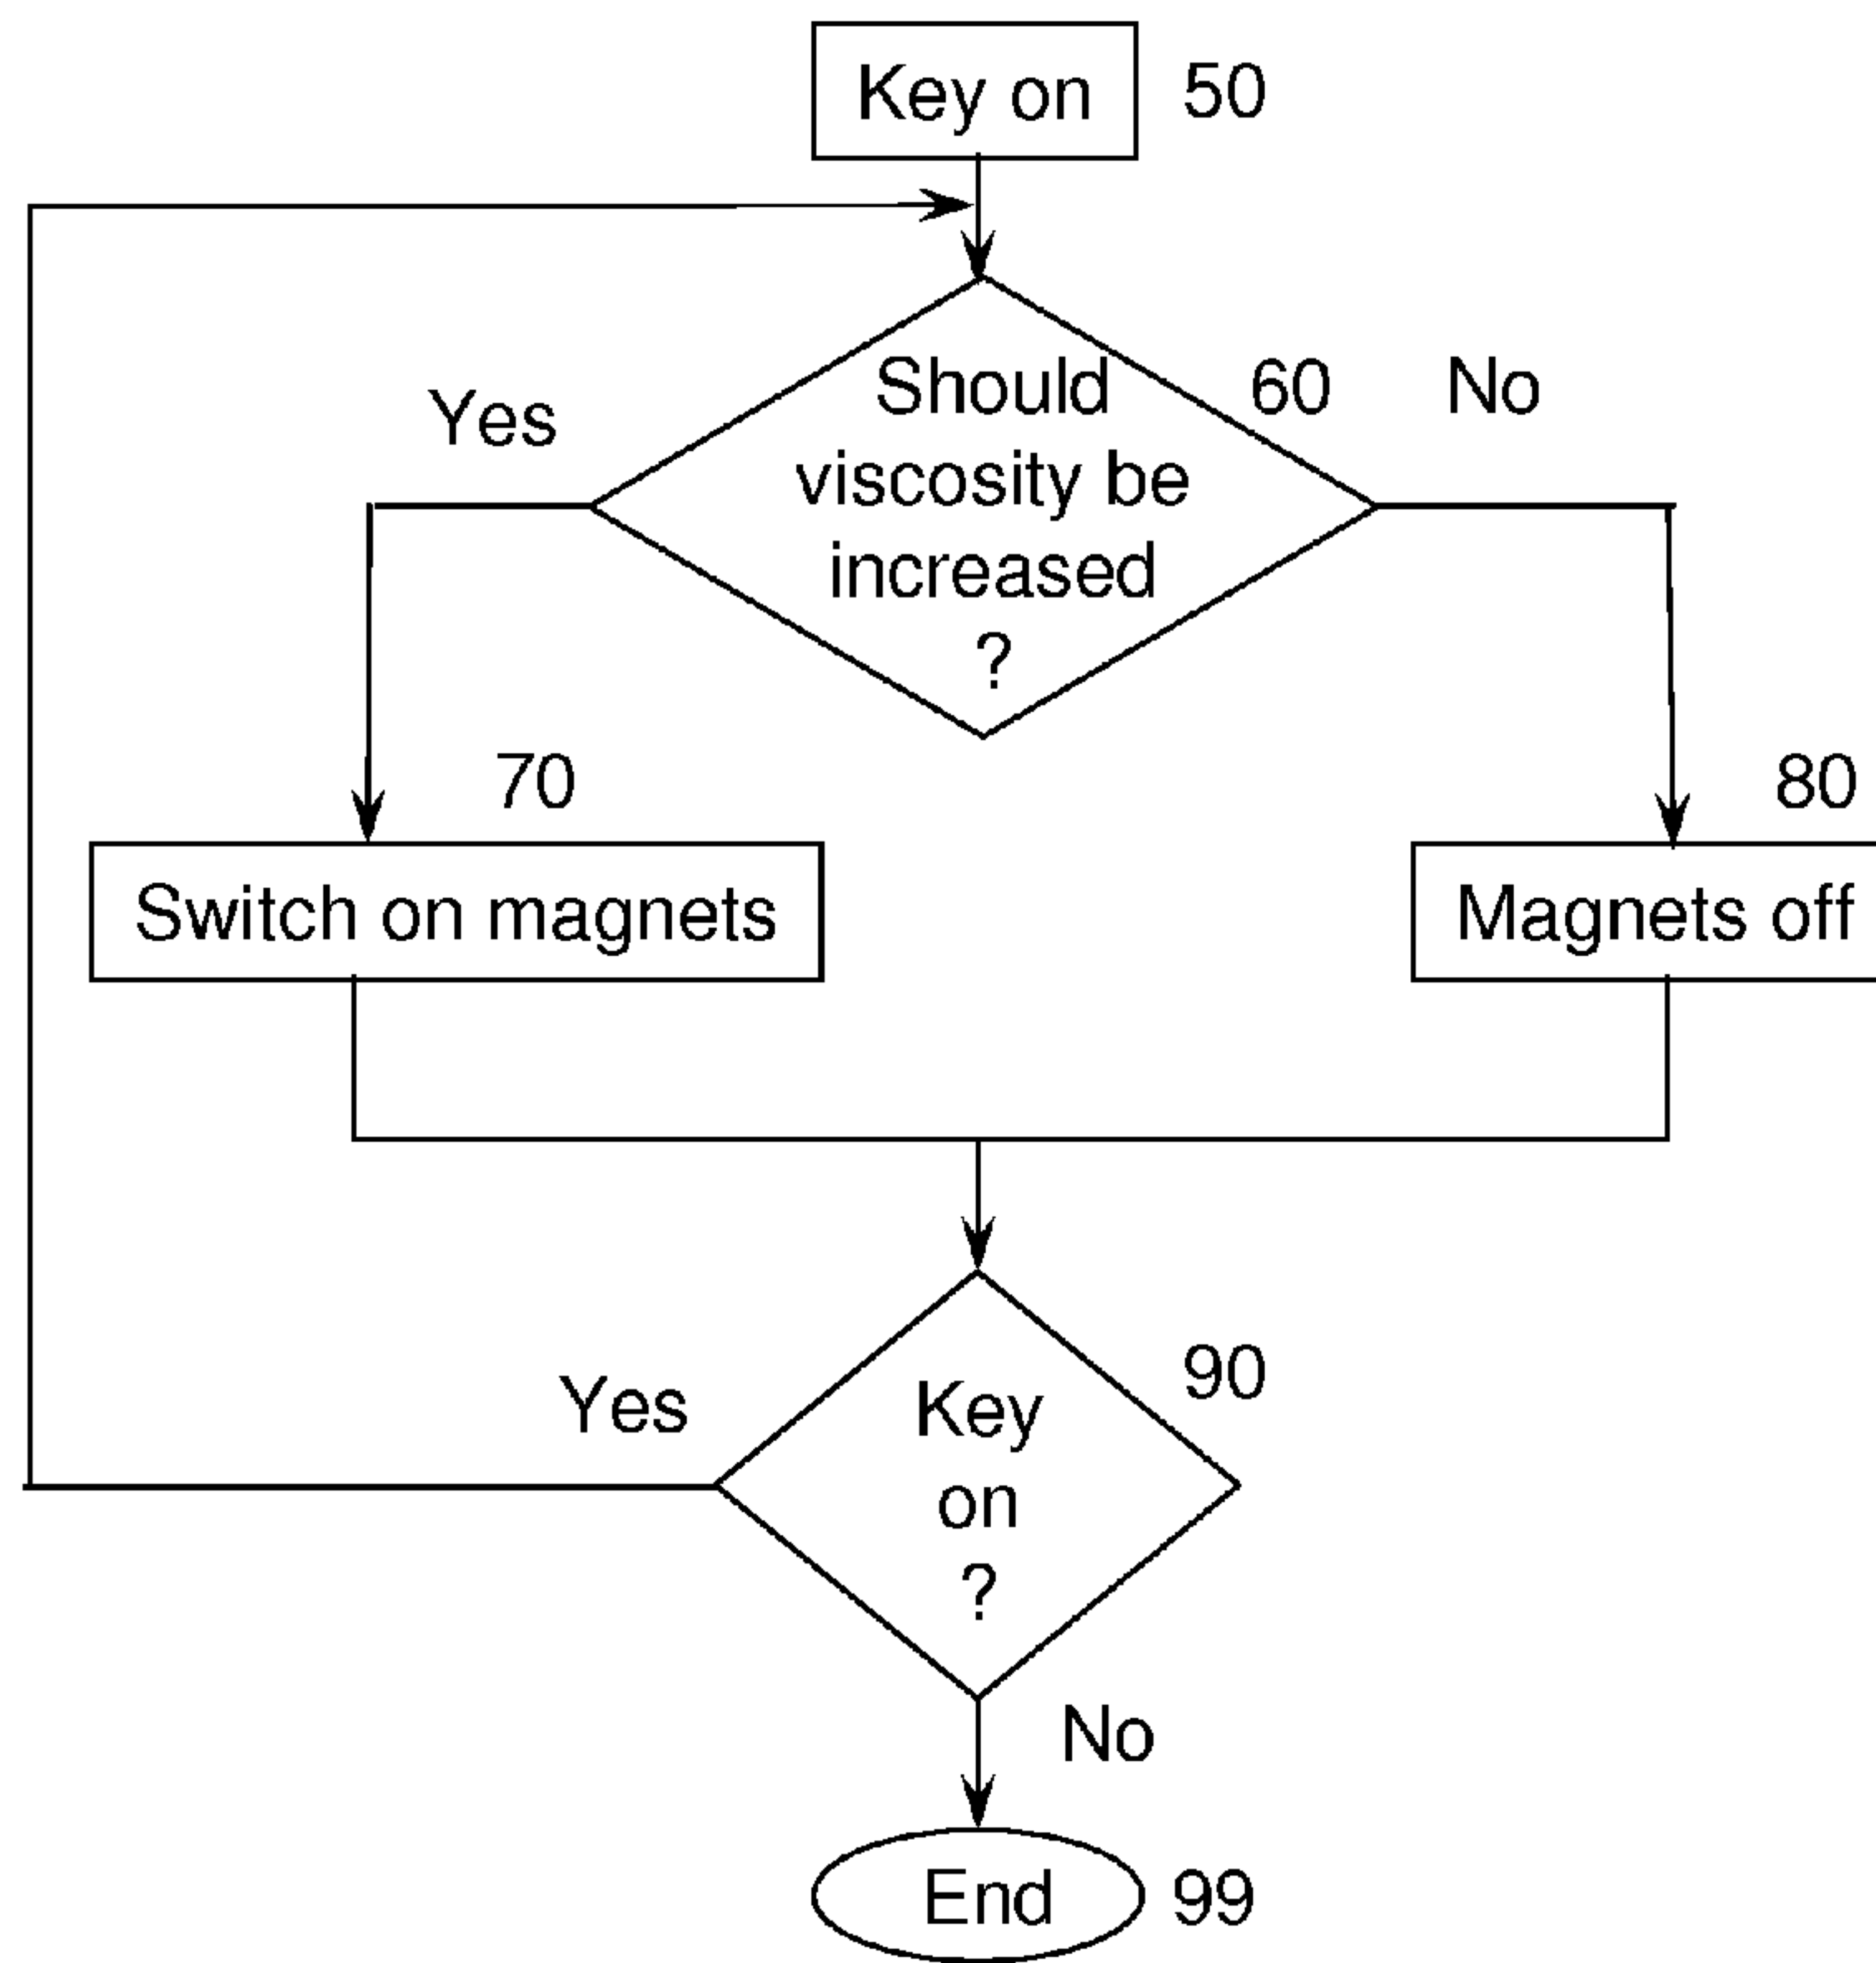 Key on 50
Should 60 No
Yes
viscosity be
increased
?
70
80
Switch on magnets
Magnets off
Yes
Key
90
on
?
No
End 99